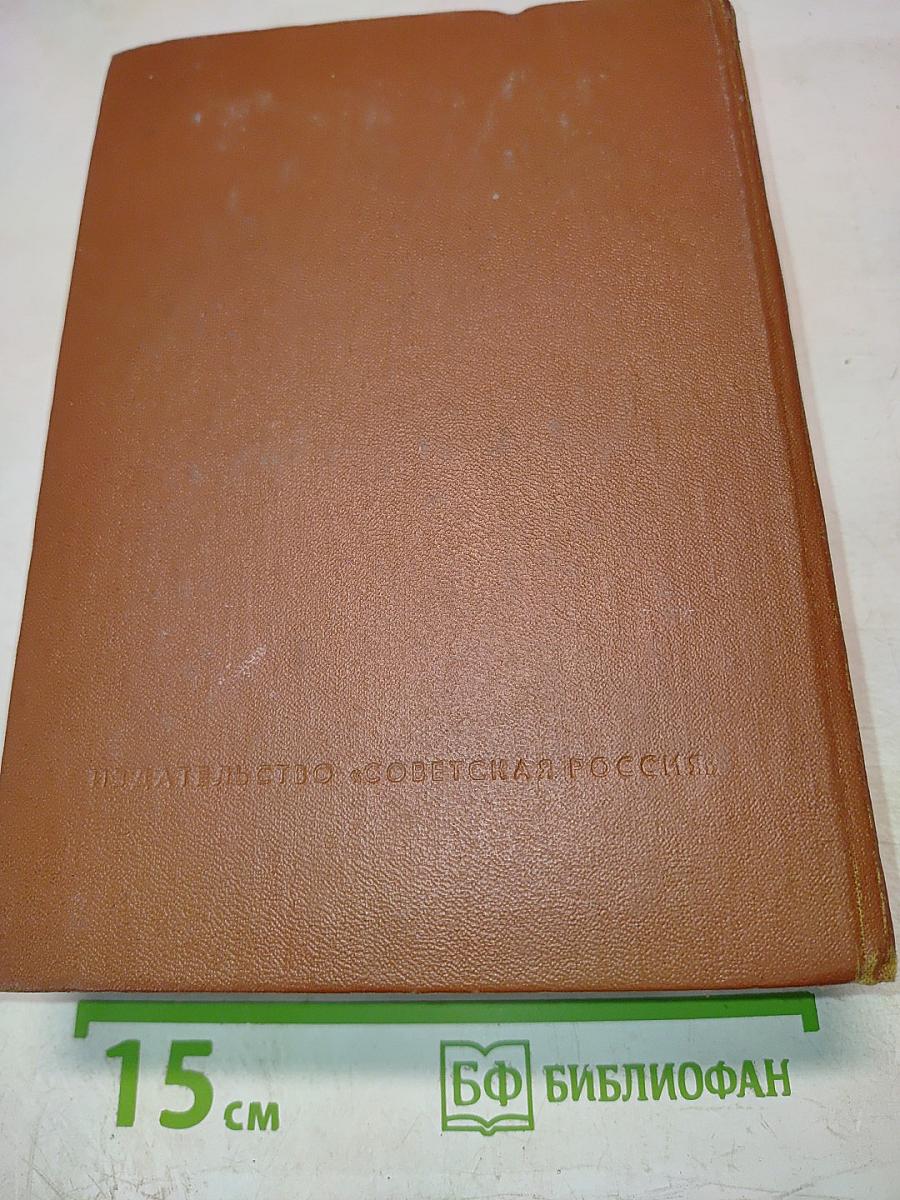 ИЗДАТЕЛЬСТВО «СОВЕТСКАЯ РОССИЯ»
15 см
БФ БИБЛИОФАН